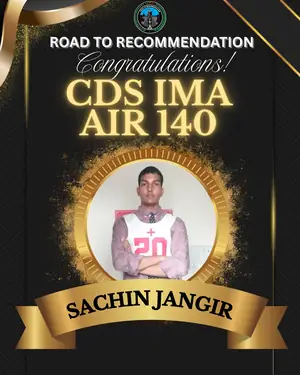 ROAD TO RECOMMENDATION
Congratulations!
CDS IMA
AIR 140
20
SACHIN JANGIR